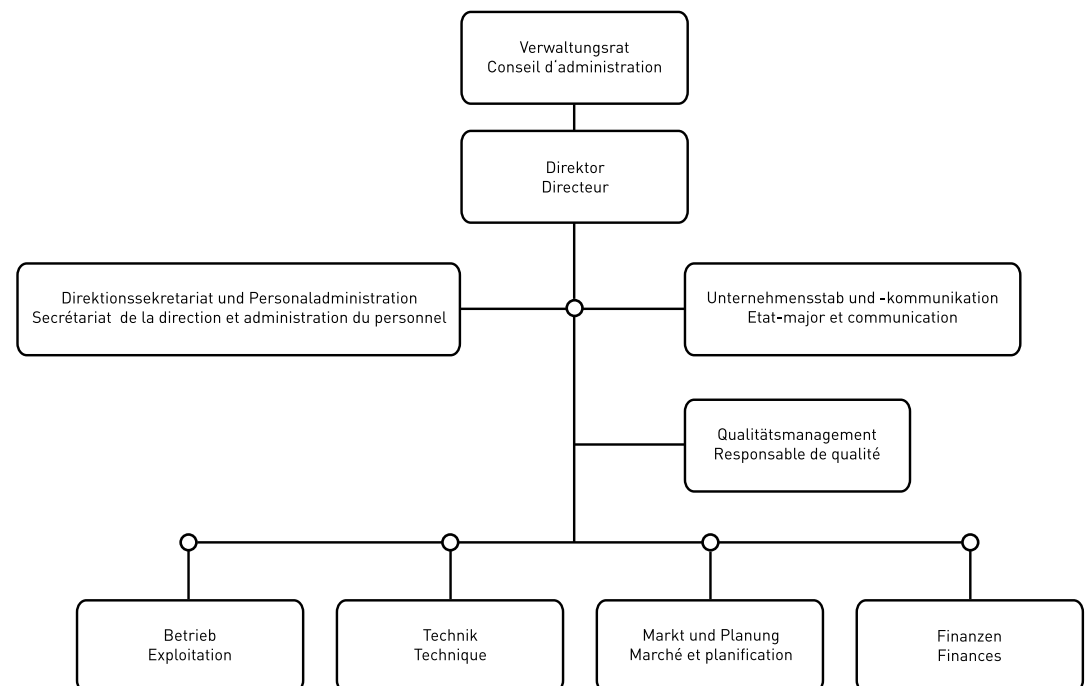 Verwaltungsrat
Conseil d'administration
Direktor
Directeur
Direktionssekretariat und Personaladministration
Secrétariat de la direction et administration du personnel
Unternehmensstab und -kommunikation
Etat-major et communication
Qualitätsmanagement
Responsable de qualité
Betrieb
Exploitation
Technik
Technique
Markt und Planung
Marché et planification
Finanzen
Finances